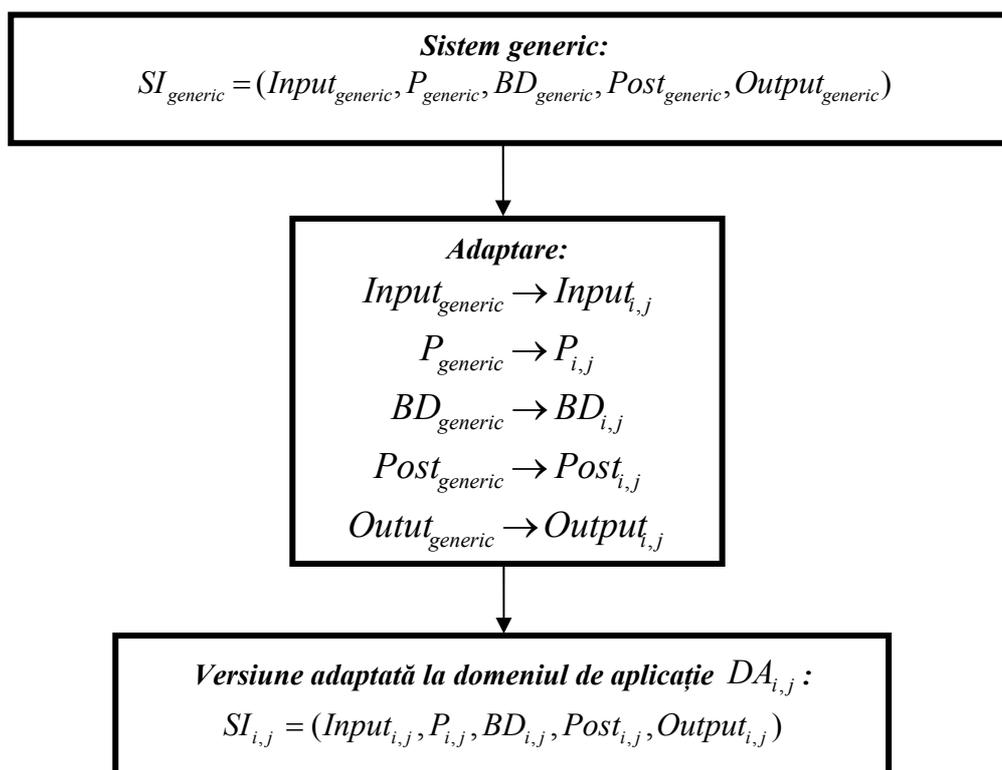 Sistem generic:
SI_generic = (Input_generic, P_generic, BD_generic, Post_generic, Output_generic)
Adaptare:
Input_generic → Input_i,j
P_generic → P_i,j
BD_generic → BD_i,j
Post_generic → Post_i,j
Outut_generic → Output_i,j
Versiune adaptată la domeniul de aplicație DA_i,j :
SI_i,j = (Input_i,j, P_i,j, BD_i,j, Post_i,j, Output_i,j)